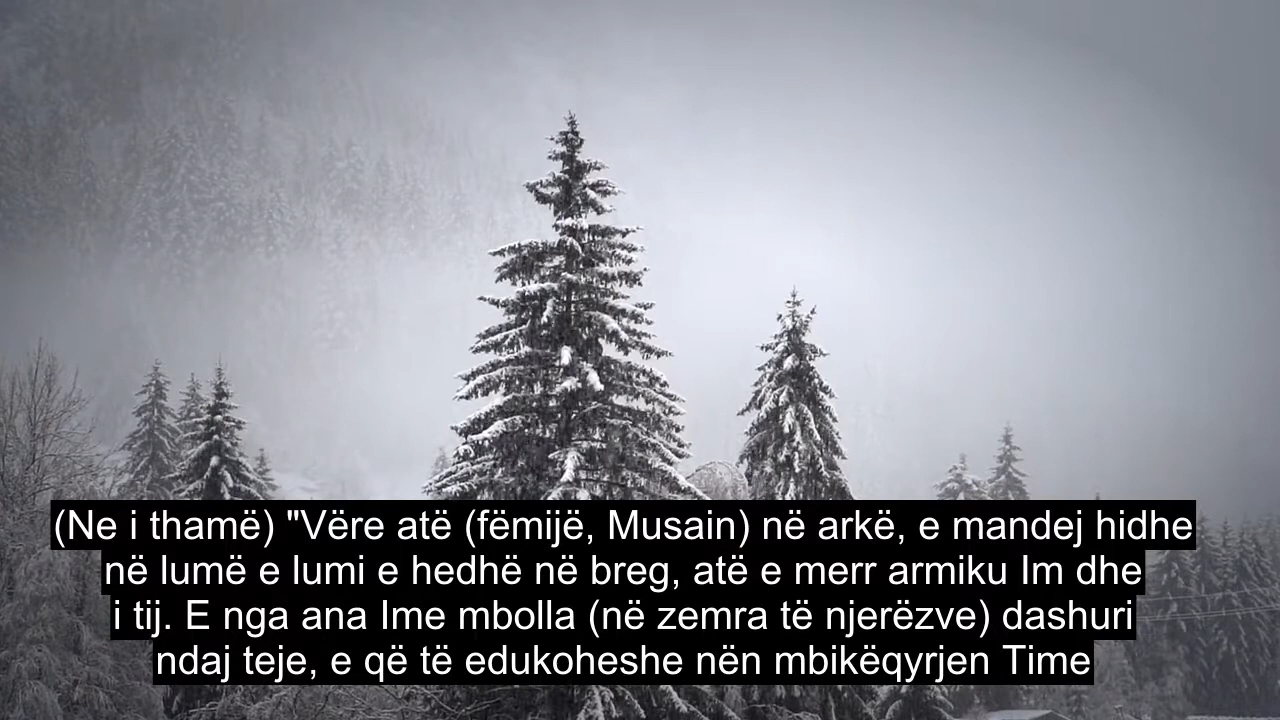 (Ne i thamë) "Vëre atë (fëmijë, Musain) në arkë, e mandej hidhe
në lumë e lumi e hedhë në breg, atë e merr armiku Im dhe
i tij. E nga ana Ime mbolla (në zemra të njerëzve) dashuri
ndaj teje, e që të edukoheshe nën mbikëqyrjen Time